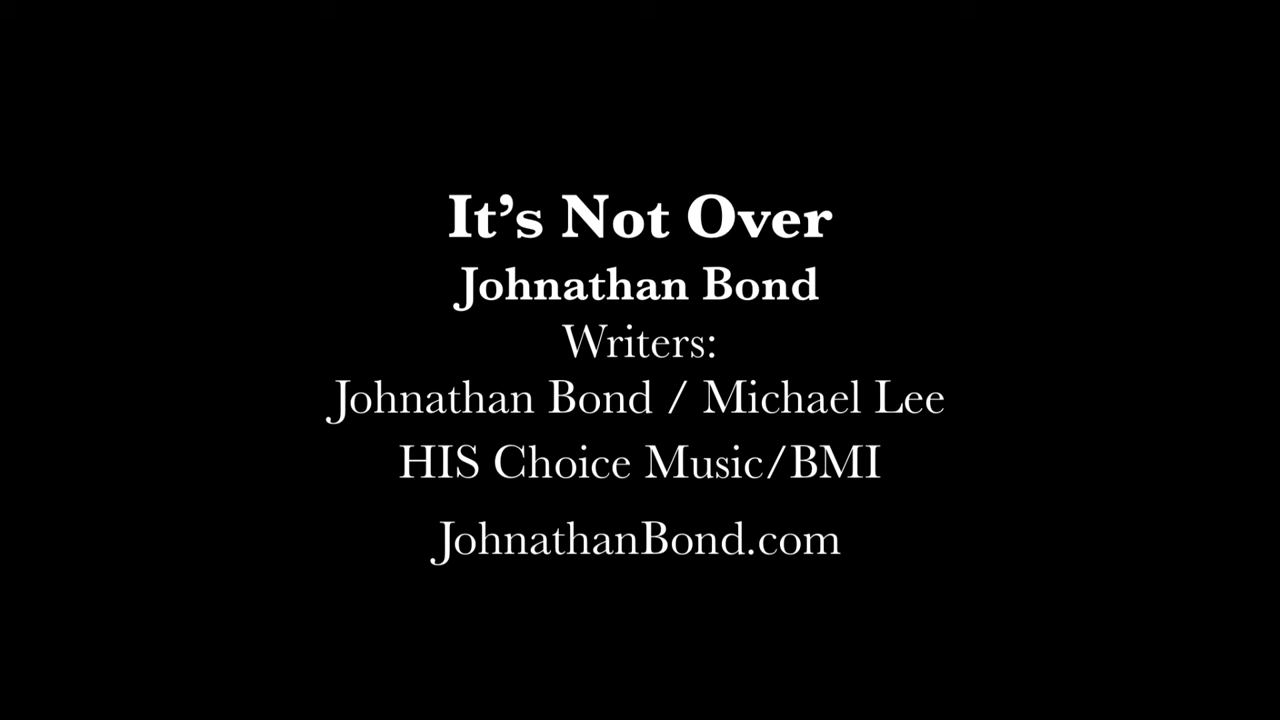 It’s Not Over
Johnathan Bond
Writers:
Johnathan Bond / Michael Lee
HIS Choice Music/BMI
JohnathanBond.com